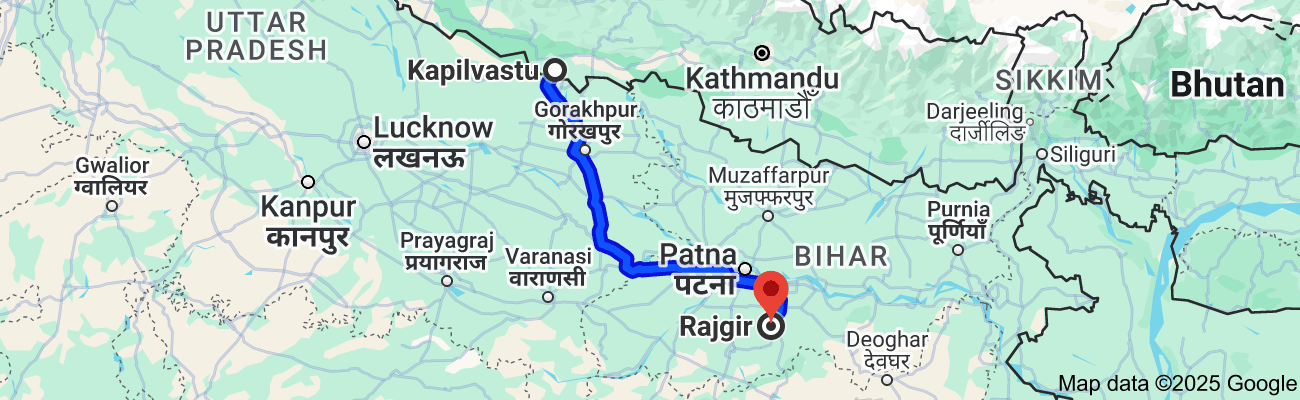 UTTAR
PRADESH
Kapilvastu
Kathmandu
काठमाडौँ
SIKKIM
Bhutan
Gorakhpur
गोरखपुर
Darjeeling
दार्जीलिङ
Lucknow
लखनऊ
Siliguri
Gwalior
ग्वालियर
Muzaffarpur
मुजफ्फरपुर
Kanpur
कानपुर
Purnia
पूर्णियाँ
Prayagraj
प्रयागराज
Varanasi
वाराणसी
Patna
पटना
BIHAR
Rajgir
Deoghar
देवघर
Map data ©2025 Google